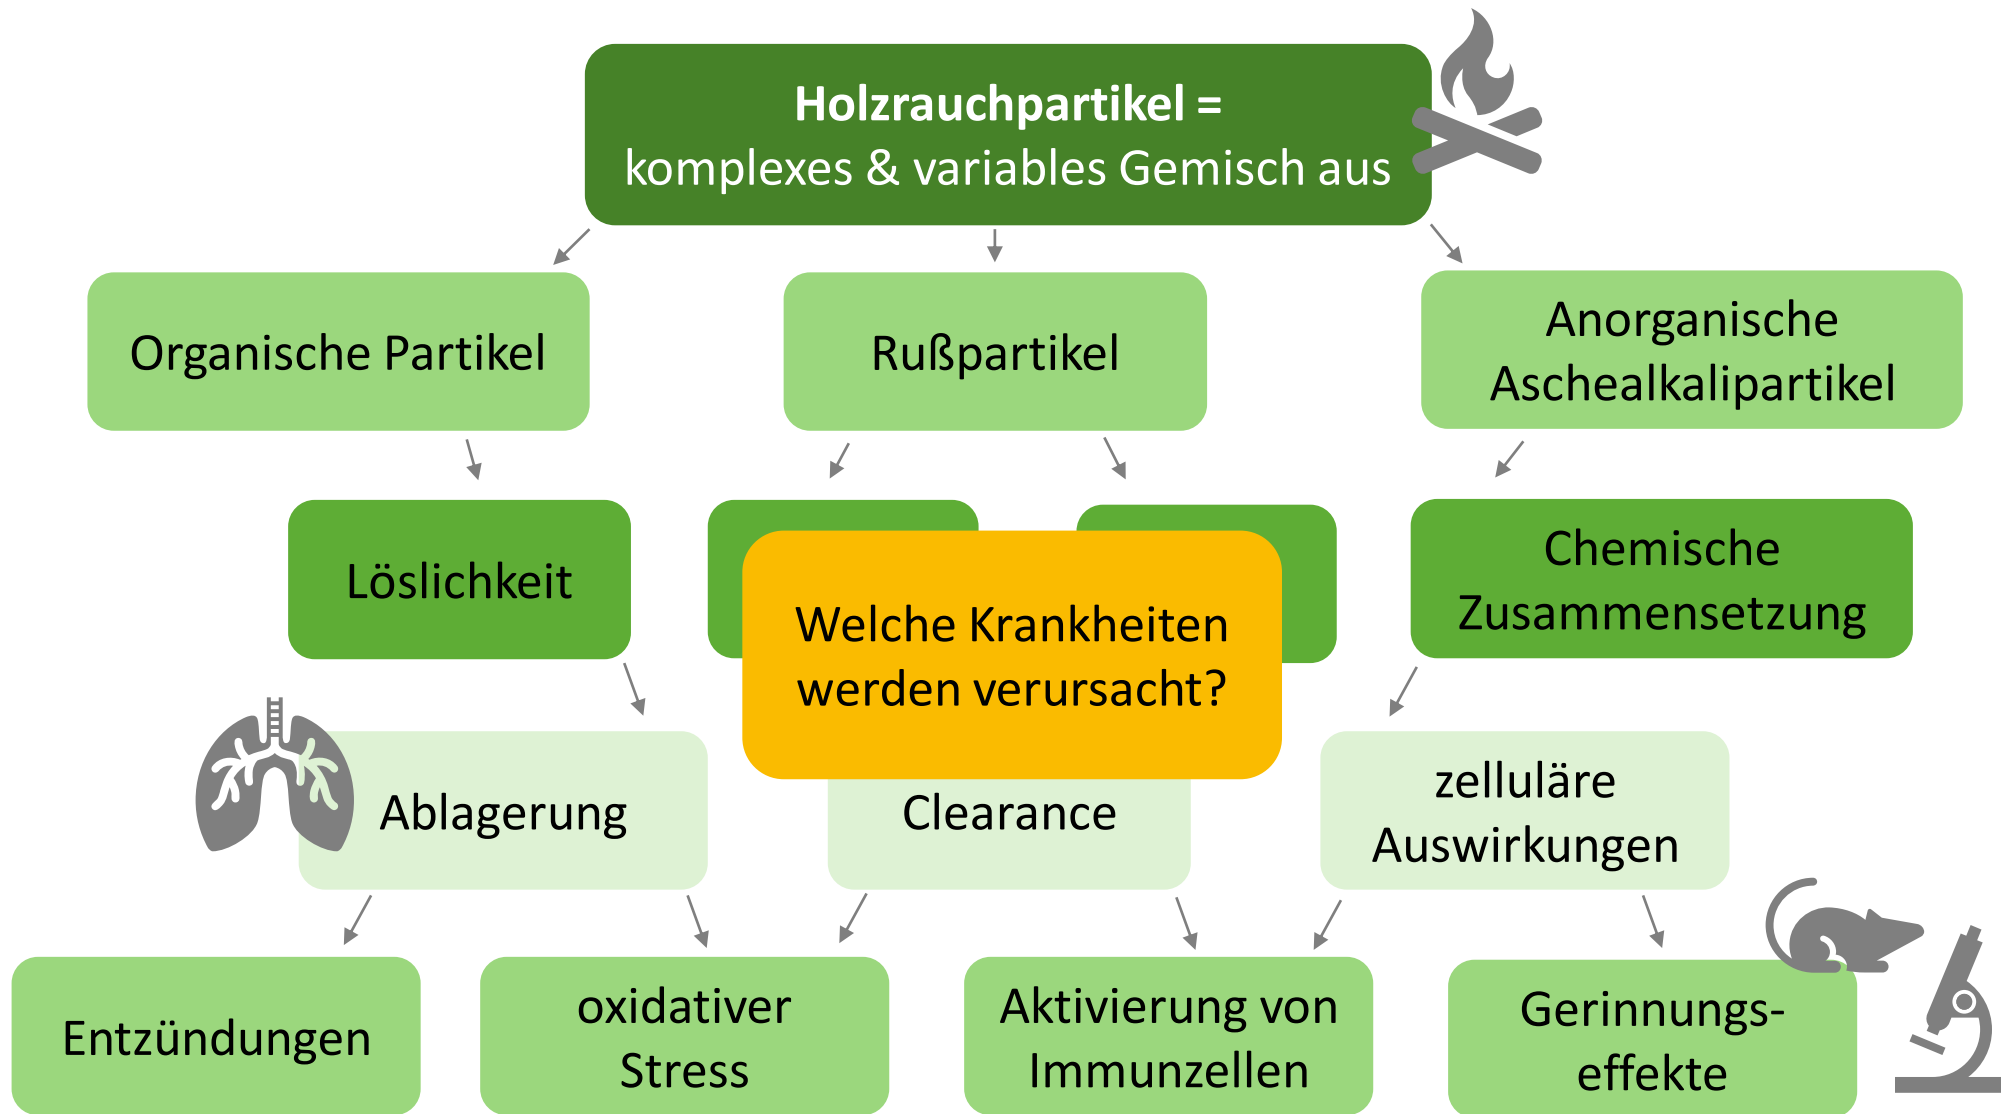 Holzrauchpartikel =
komplexes & variables Gemisch aus
Organische Partikel
Rußpartikel
Anorganische
Aschealkalipartikel
Löslichkeit
Welche Krankheiten
werden verursacht?
Chemische
Zusammensetzung
Ablagerung
Clearance
zelluläre
Auswirkungen
Entzündungen
oxidativer
Stress
Aktivierung von
Immunzellen
Gerinnungs-
effekte